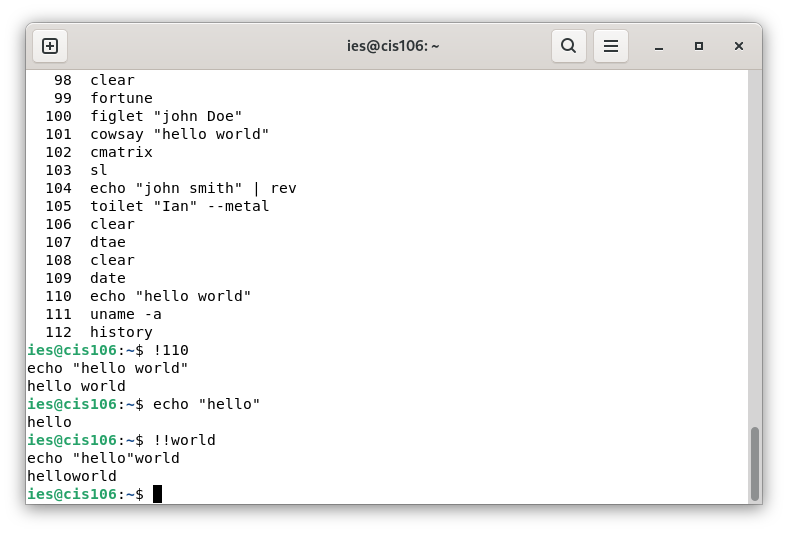 ies@cis106: ~
98 clear
99 fortune
100 figlet "john Doe"
101 cowsay "hello world"
102 cmatrix
103 sl
104 echo "john smith" | rev
105 toilet "Ian" --metal
106 clear
107 dtae
108 clear
109 date
110 echo "hello world"
111 uname -a
112 history
ies@cis106:~$ !110
echo "hello world"
hello world
ies@cis106:~$ echo "hello"
hello
ies@cis106:~$ !!world
echo "hello"world
helloworld
ies@cis106:~$